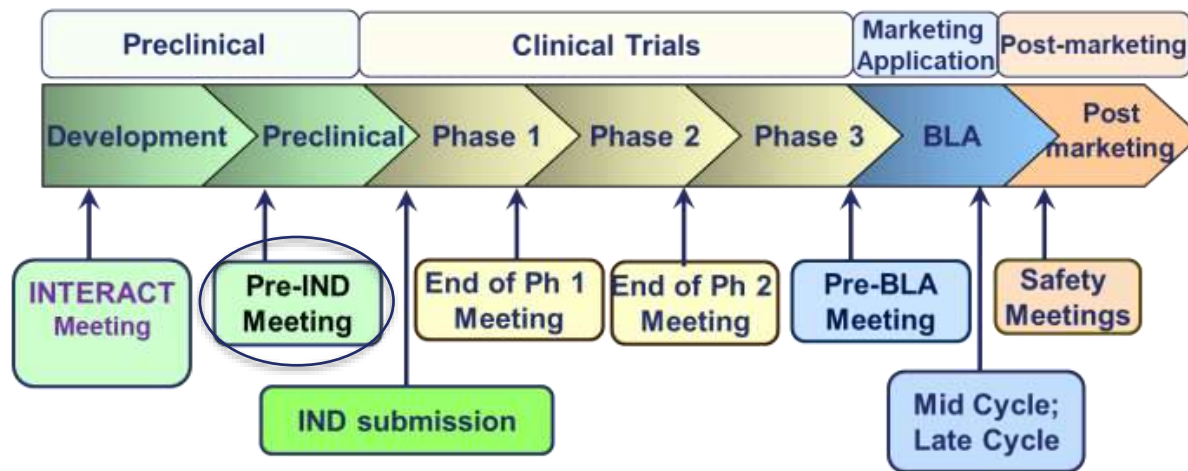 Preclinical
Clinical Trials
Marketing
Application
Post-marketing
Development
Preclinical
Phase 1
Phase 2
Phase 3
BLA
Post
marketing
INTERACT
Meeting
Pre-IND
Meeting
End of Ph 1
Meeting
End of Ph 2
Meeting
Pre-BLA
Meeting
Safety
Meetings
IND submission
Mid Cycle;
Late Cycle